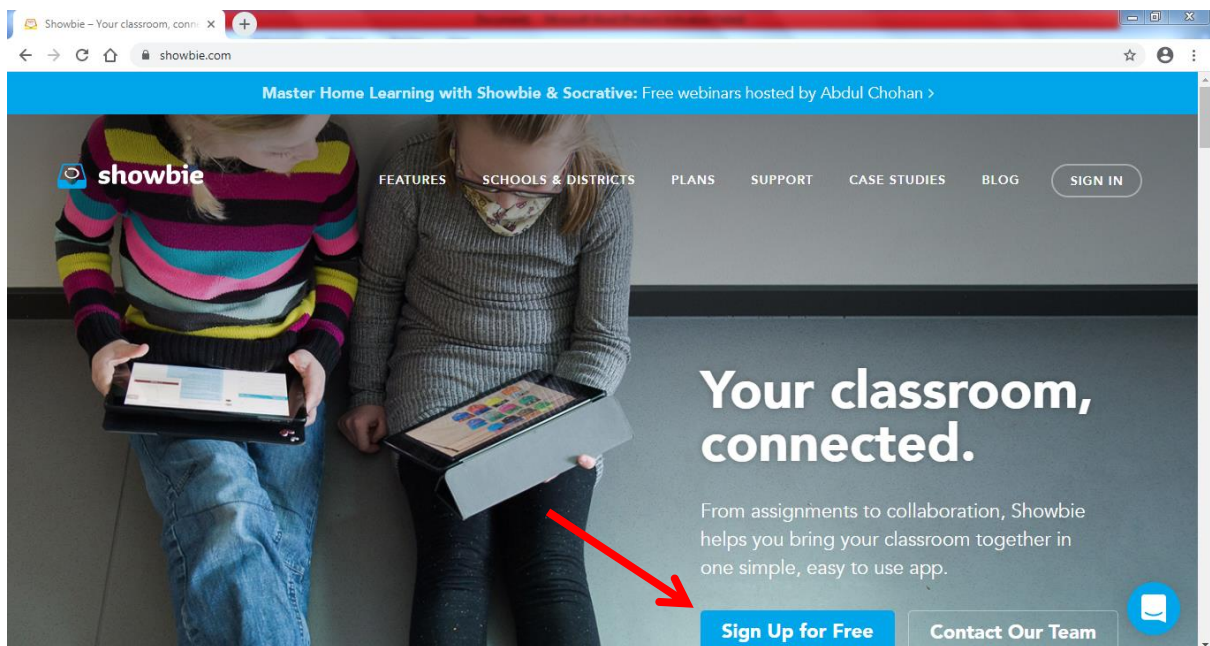 Showbie – Your classroom, conn
showbie.com
Master Home Learning with Showbie & Socrative: Free webinars hosted by Abdul Chohan >
showbie
FEATURES SCHOOLS & DISTRICTS PLANS SUPPORT CASE STUDIES BLOG SIGN IN
Your classroom,
connected.
From assignments to collaboration, Showbie
helps you bring your classroom together in
one simple, easy to use app.
Sign Up for Free Contact Our Team